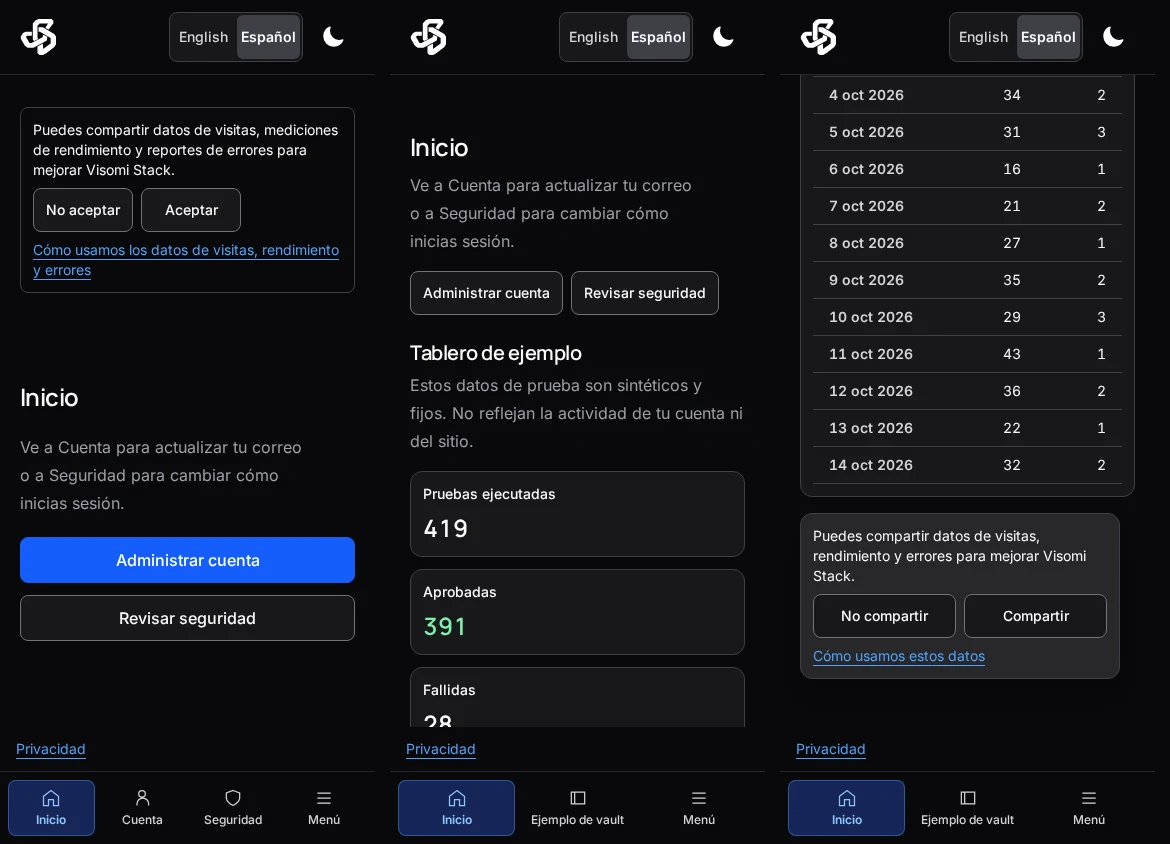 English Español
Puedes compartir datos de visitas, mediciones
de rendimiento y reportes de errores para
mejorar Visomi Stack.
No aceptar Aceptar
Cómo usamos los datos de visitas, rendimiento
y errores
Inicio
Ve a Cuenta para actualizar tu correo
o a Seguridad para cambiar cómo
inicias sesión.
Administrar cuenta
Revisar seguridad
Privacidad
Inicio Cuenta Seguridad Menú
English Español
Inicio
Ve a Cuenta para actualizar tu correo
o a Seguridad para cambiar cómo
inicias sesión.
Administrar cuenta Revisar seguridad
Tablero de ejemplo
Estos datos de prueba son sintéticos y
fijos. No reflejan la actividad de tu cuenta ni
del sitio.
Pruebas ejecutadas
419
Aprobadas
391
Fallidas
28
Privacidad
Inicio Ejemplo de vault Menú
English Español
4 oct 2026 34 2
5 oct 2026 31 3
6 oct 2026 16 1
7 oct 2026 21 2
8 oct 2026 27 1
9 oct 2026 35 2
10 oct 2026 29 3
11 oct 2026 43 1
12 oct 2026 36 2
13 oct 2026 22 1
14 oct 2026 32 2
Puedes compartir datos de visitas,
rendimiento y errores para mejorar Visomi
Stack.
No compartir Compartir
Cómo usamos estos datos
Privacidad
Inicio Ejemplo de vault Menú